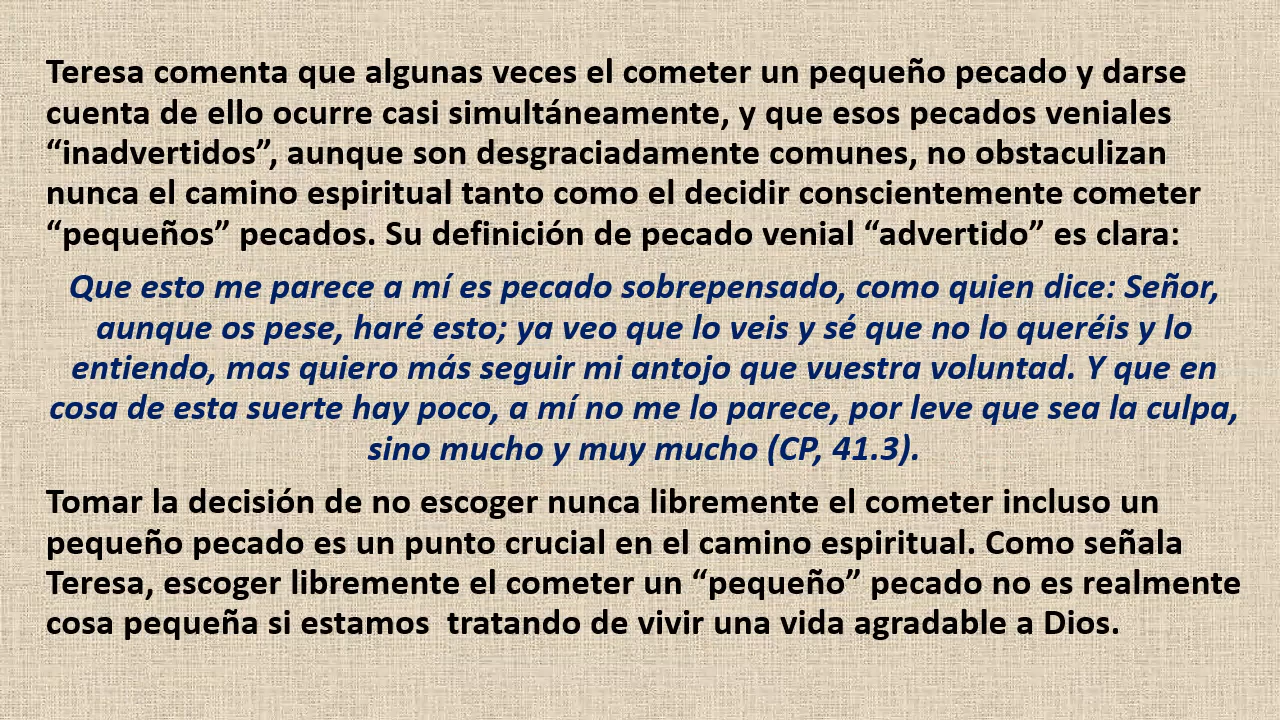 Teresa comenta que algunas veces el cometer un pequeño pecado y darse
cuenta de ello ocurre casi simultáneamente, y que esos pecados veniales
“inadvertidos”, aunque son desgraciadamente comunes, no obstaculizan
nunca el camino espiritual tanto como el decidir conscientemente cometer
“pequeños” pecados. Su definición de pecado venial “advertido” es clara:
Que esto me parece a mí es pecado sobrepensado, como quien dice: Señor,
aunque os pese, haré esto; ya veo que lo veis y sé que no lo queréis y lo
entiendo, mas quiero más seguir mi antojo que vuestra voluntad. Y que en
cosa de esta suerte hay poco, a mí no me lo parece, por leve que sea la culpa,
sino mucho y muy mucho (CP, 41.3).
Tomar la decisión de no escoger nunca libremente el cometer incluso un
pequeño pecado es un punto crucial en el camino espiritual. Como señala
Teresa, escoger libremente el cometer un “pequeño” pecado no es realmente
cosa pequeña si estamos  tratando de vivir una vida agradable a Dios.